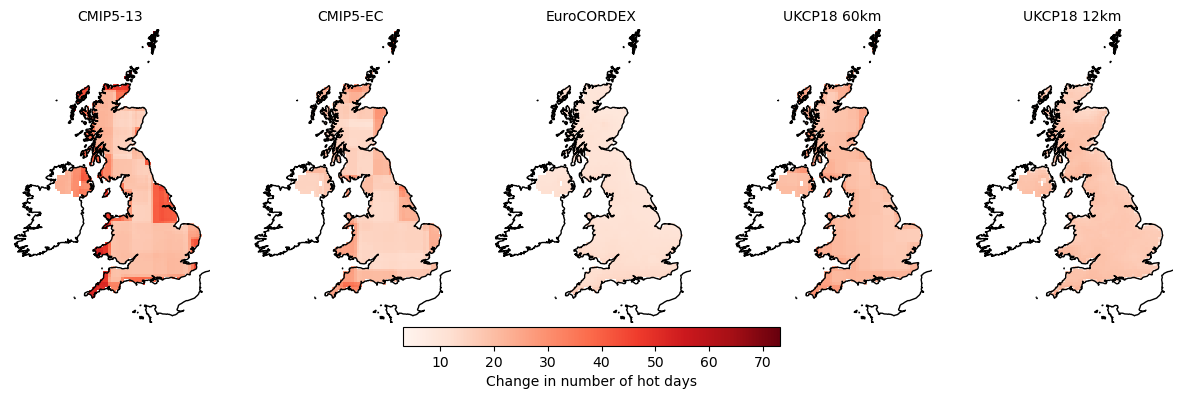 CMIP5-13 CMIP5-EC EuroCORDEX UKCP18 60km UKCP18 12km
10 20 30 40 50 60 70
Change in number of hot days